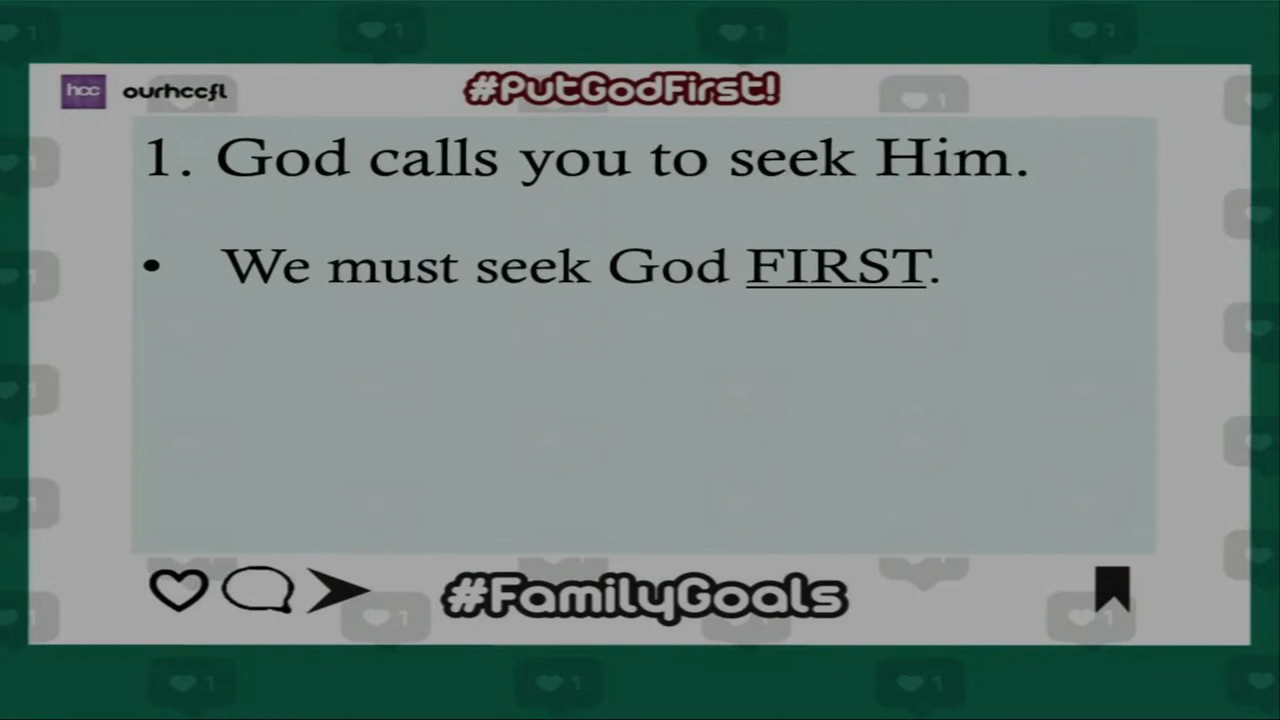 hcc ourhccfl #PutGodFirst!
1. God calls you to seek Him.
• We must seek God FIRST.
#FamilyGoals